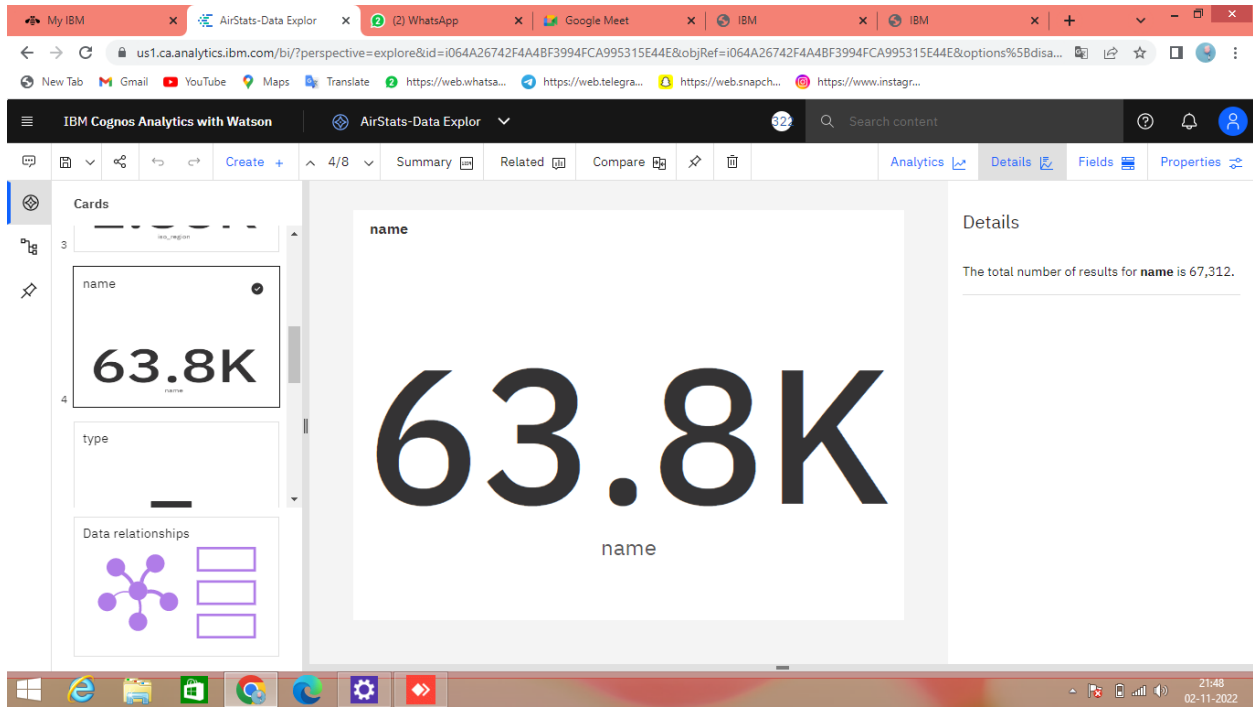 My IBM
AirStats-Data Explor
(2) WhatsApp
Google Meet
IBM
IBM
us1.ca.analytics.ibm.com/bi/?perspective=explore&id=i064A26742F4A4BF3994FCA995315E44E&objRef=i064A26742F4A4BF3994FCA995315E44E&options%5Bdisa...
New Tab
Gmail
YouTube
Maps
Translate
https://web.whatsa...
https://web.telegra...
https://web.snapch...
https://www.instagr...
IBM Cognos Analytics with Watson
AirStats-Data Explor
322
Search content
Create +
4/8
Summary
Related
Compare
Analytics
Details
Fields
Properties
Cards
3
iso_region
name
63.8K
name
4
type
Data relationships
name
63.8K
name
Details
The total number of results for name is 67,312.
21:48
02-11-2022